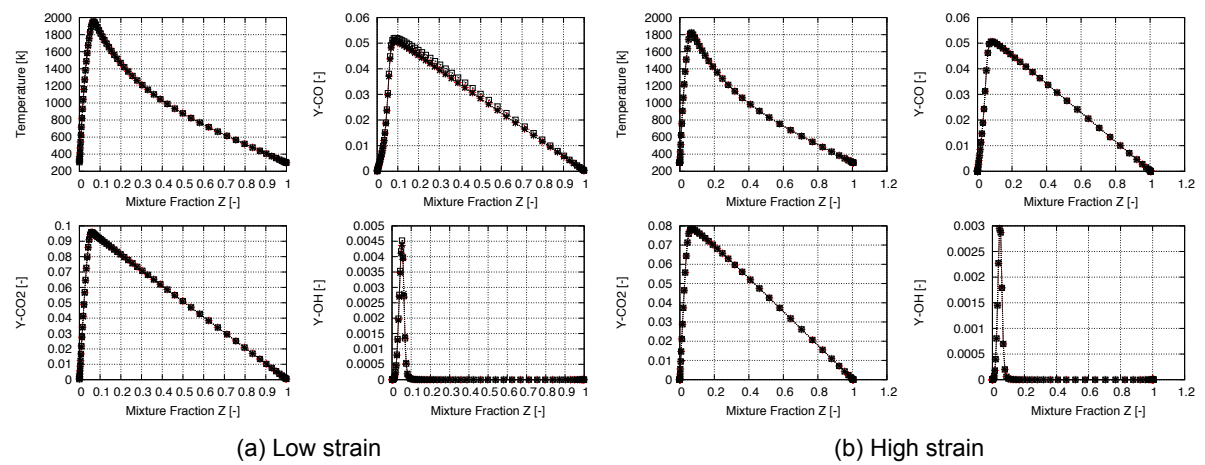 2000
1800
1600
1400
1200
1000
800
600
400
200
Temperature [k]
0.1 0.2 0.3 0.4 0.5 0.6 0.7 0.8 0.9 1
Mixture Fraction Z [-]
0.06
0.05
0.04
0.03
0.02
0.01
0
Y-CO [-]
0 0.1 0.2 0.3 0.4 0.5 0.6 0.7 0.8 0.9 1
Mixture Fraction Z [-]
2000
1800
1600
1400
1200
1000
800
600
400
200
Temperature [k]
0 0.2 0.4 0.6 0.8 1 1.2
Mixture Fraction Z [-]
0.06
0.05
0.04
0.03
0.02
0.01
0
Y-CO [-]
0 0.2 0.4 0.6 0.8 1 1.2
Mixture Fraction Z [-]
0.1
0.09
0.08
0.07
0.06
0.05
0.04
0.03
0.02
0.01
0
Y-CO2 [-]
0 0.1 0.2 0.3 0.4 0.5 0.6 0.7 0.8 0.9 1
Mixture Fraction Z [-]
0.005
0.0045
0.004
0.0035
0.003
0.0025
0.002
0.0015
0.001
0.0005
0
Y-OH [-]
0 0.1 0.2 0.3 0.4 0.5 0.6 0.7 0.8 0.9 1
Mixture Fraction Z [-]
0.08
0.07
0.06
0.05
0.04
0.03
0.02
0.01
0
Y-CO2 [-]
0 0.2 0.4 0.6 0.8 1 1.2
Mixture Fraction Z [-]
0.003
0.0025
0.002
0.0015
0.001
0.0005
0
Y-OH [-]
0 0.2 0.4 0.6 0.8 1 1.2
Mixture Fraction Z [-]
(a) Low strain
(b) High strain